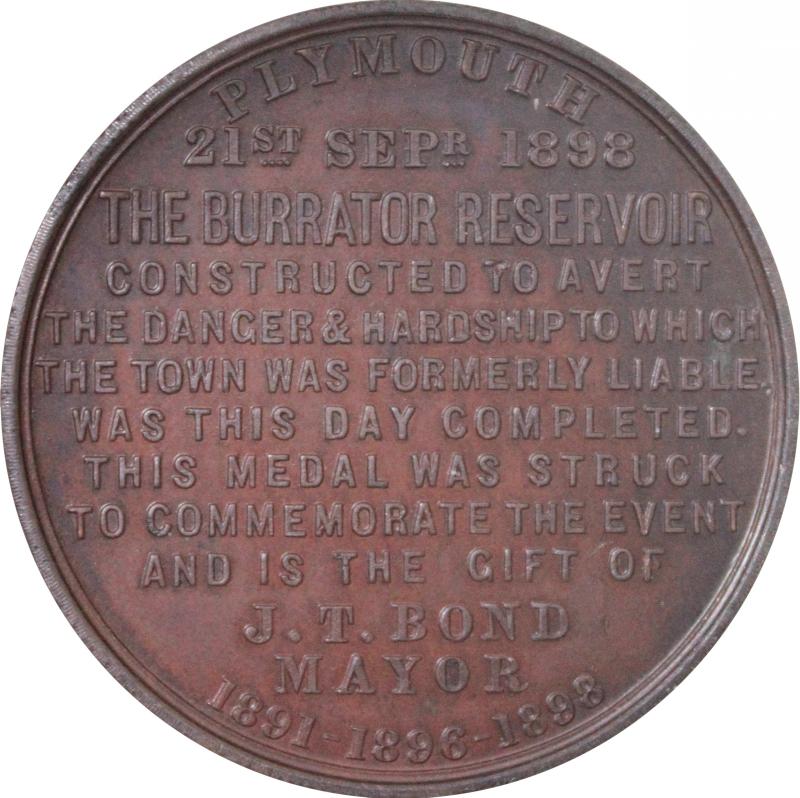 PLYMOUTH
21ST SEPR 1898
THE BURRATOR RESERVOIR
CONSTRUCTED TO AVERT
THE DANGER & HARDSHIP TO WHICH
THE TOWN WAS FORMERLY LIABLE.
WAS THIS DAY COMPLETED.
THIS MEDAL WAS STRUCK
TO COMMEMORATE THE EVENT
AND IS THE GIFT OF
J. T. BOND
MAYOR
1891-1896-1898